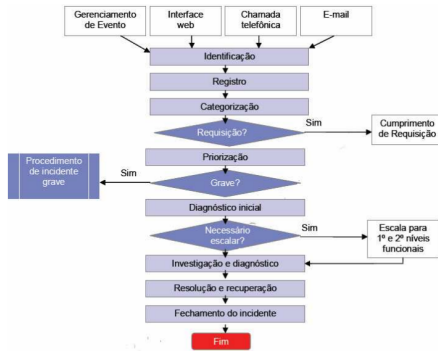 Gerenciamento
de Evento
Interface
web
Chamada
telefônica
E-mail
Identificação
Registro
Categorização
Requisição?
Sim
Cumprimento
de Requisição
Priorização
Procedimento
de incidente
grave
Sim
Grave?
Diagnóstico inicial
Necessário
escalar?
Sim
Escala para
1º e 2º níveis
funcionais
Investigação e diagnóstico
Resolução e recuperação
Fechamento do incidente
Fim